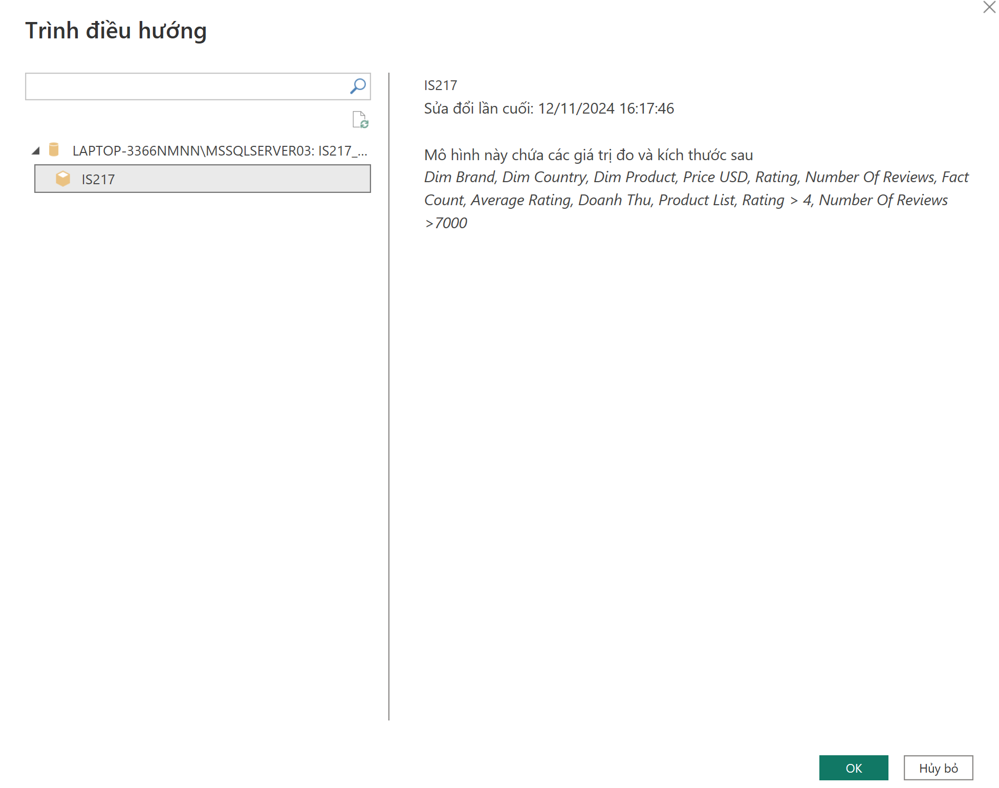 Trình điều hướng
LAPTOP-3366NMNN\MSSQLSERVER03: IS217_...
IS217
IS217
Sửa đổi lần cuối: 12/11/2024 16:17:46
Mô hình này chứa các giá trị đo và kích thước sau
Dim Brand, Dim Country, Dim Product, Price USD, Rating, Number Of Reviews, Fact
Count, Average Rating, Doanh Thu, Product List, Rating > 4, Number Of Reviews
>7000
OK
Hủy bỏ